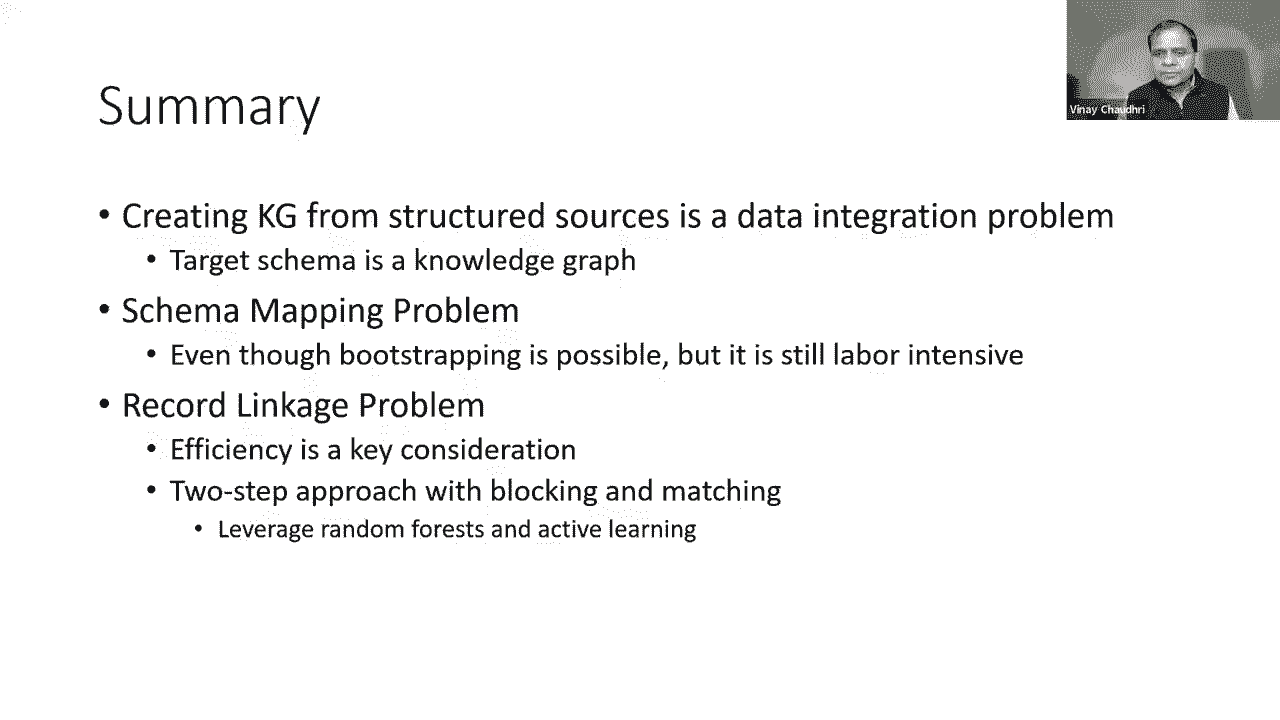 Vinay Chaudhri
Summary
• Creating KG from structured sources is a data integration problem
• Target schema is a knowledge graph
• Schema Mapping Problem
• Even though bootstrapping is possible, but it is still labor intensive
• Record Linkage Problem
• Efficiency is a key consideration
• Two-step approach with blocking and matching
• Leverage random forests and active learning